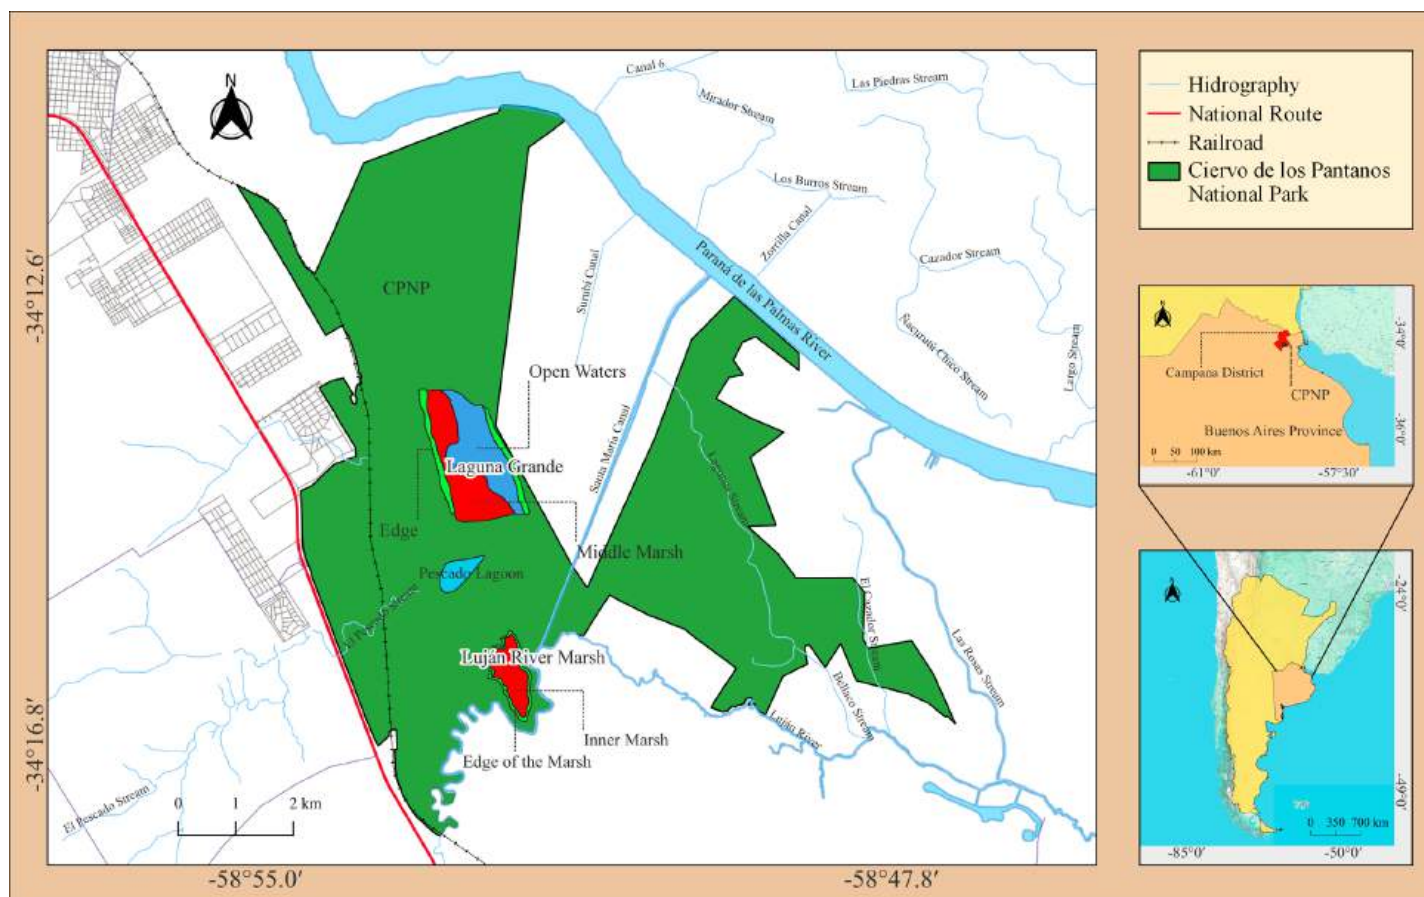 N
Canal 6
Las Piedras Stream
Mirador Stream
Los Burros Stream
Zorrilla Canal
Surubí Canal
Cazador Stream
Paraná de las Palmas River
Ñacurutú Chico Stream
Largo Stream
CPNP
Open Waters
Santa María Canal
Laguna Grande
Edge
Middle Marsh
Pescado Lagoon
El Pescado Stream
El Cazador Stream
Las Rosas Stream
Luján River Marsh
Bellaco Stream
Luján River
Inner Marsh
Edge of the Marsh
El Pescado Stream
0 1 2 km
-34°12.6'
-34°16.8'
-58°55.0'
-58°47.8'
Hidrography
National Route
Railroad
Ciervo de los Pantanos
National Park
N
Campana District
CPNP
Buenos Aires Province
0 50 100 km
-34°0'
-36°0'
-61°0'
-57°30'
N
0 350 700 km
-24°0'
-49°0'
-85°0'
-50°0'